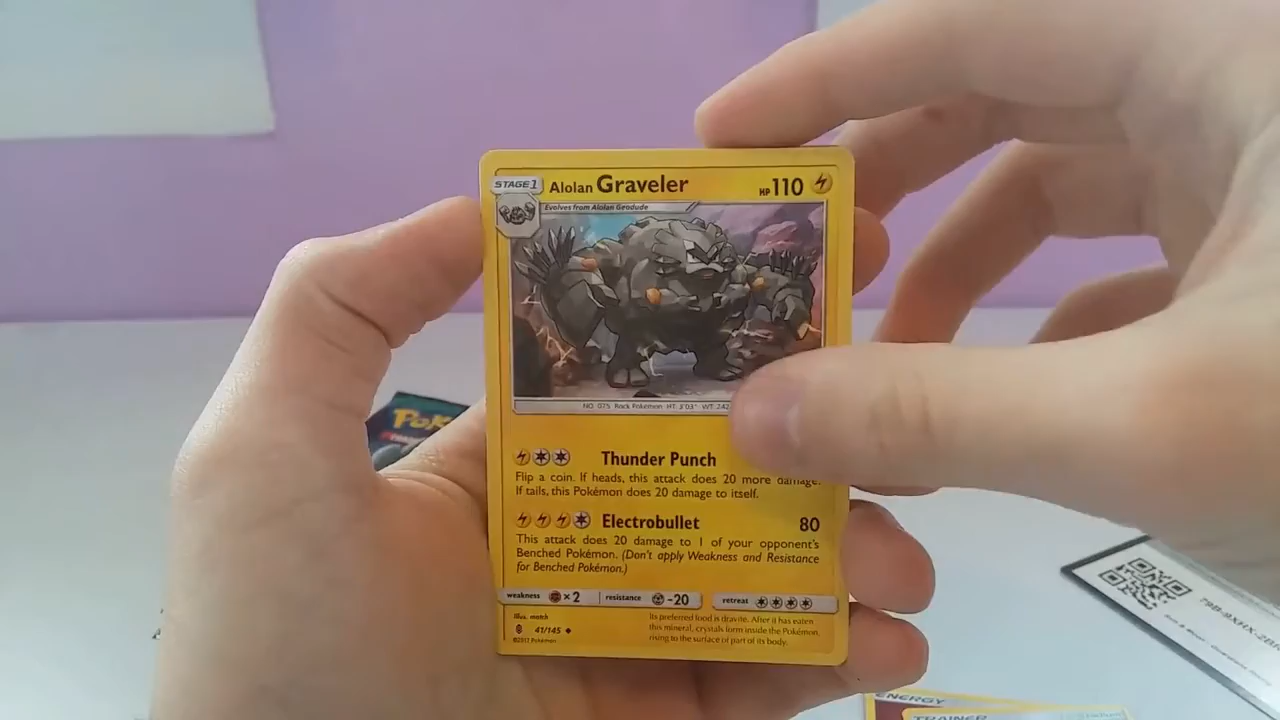 STAGE 1
Alolan Graveler
HP 110
Evolves from Alolan Geodude
NO. 075 Rock Pokémon HT: 3'03" WT: 242
Thunder Punch
Flip a coin. If heads, this attack does 20 more damage.
If tails, this Pokémon does 20 damage to itself.
Electrobullet 80
This attack does 20 damage to 1 of your opponent's
Benched Pokémon. (Don't apply Weakness and Resistance
for Benched Pokémon.)
weakness ×2 resistance -20 retreat
Illus. match
41/145
©2017 Pokémon
Its preferred food is dravite. After it has eaten
this mineral, crystals form inside the Pokémon,
rising to the surface of part of its body.
ENERGY
TRAINER